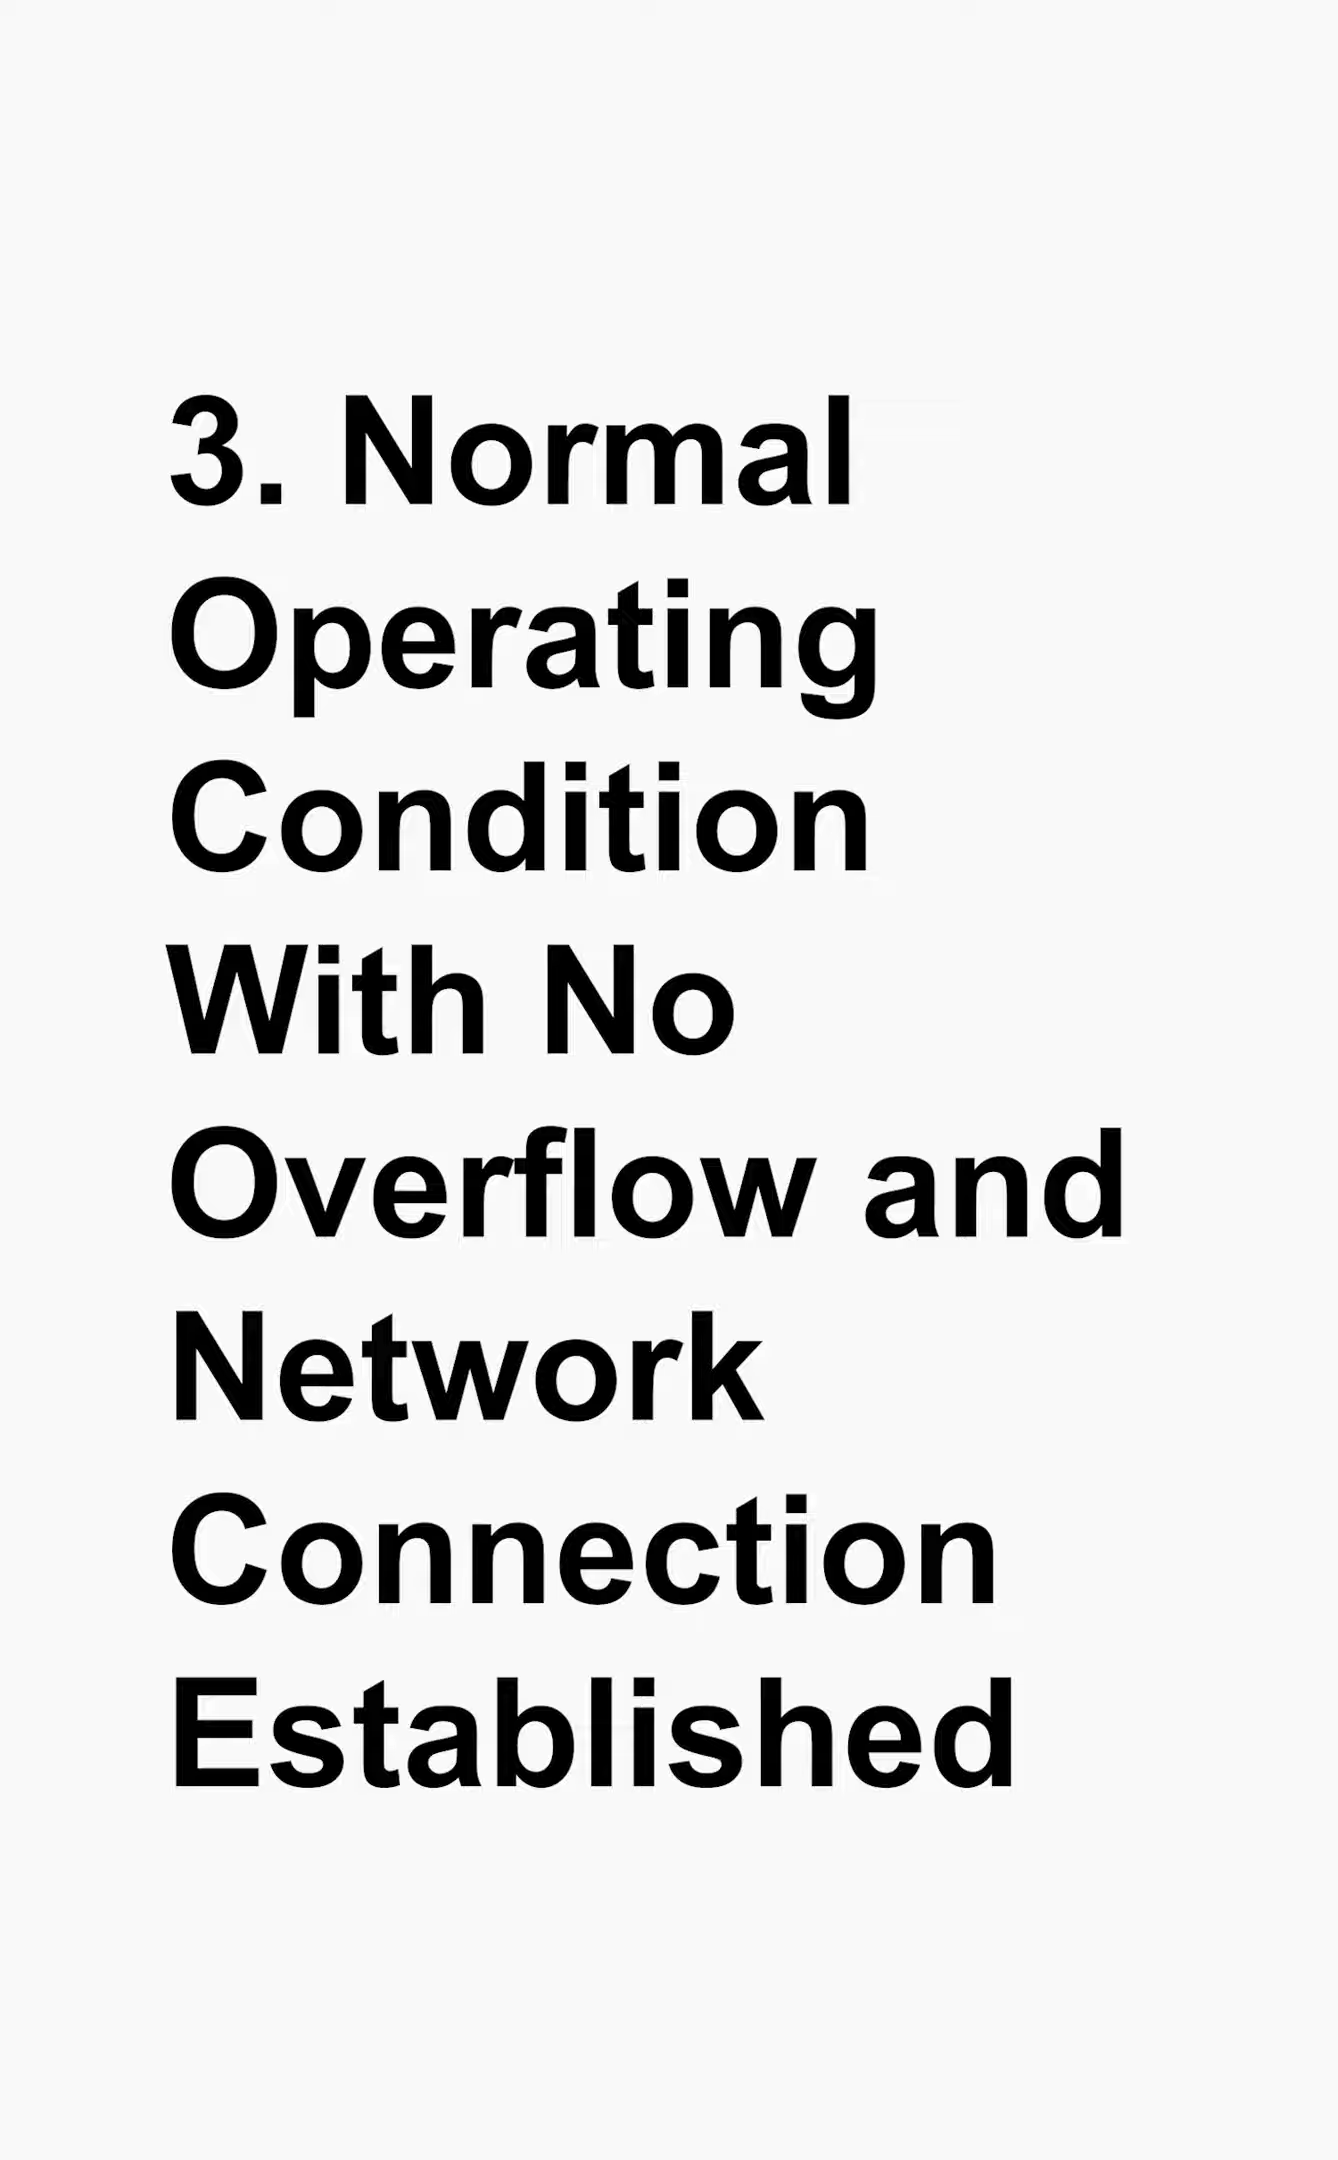 3. Normal
Operating
Condition
With No
Overflow and
Network
Connection
Established